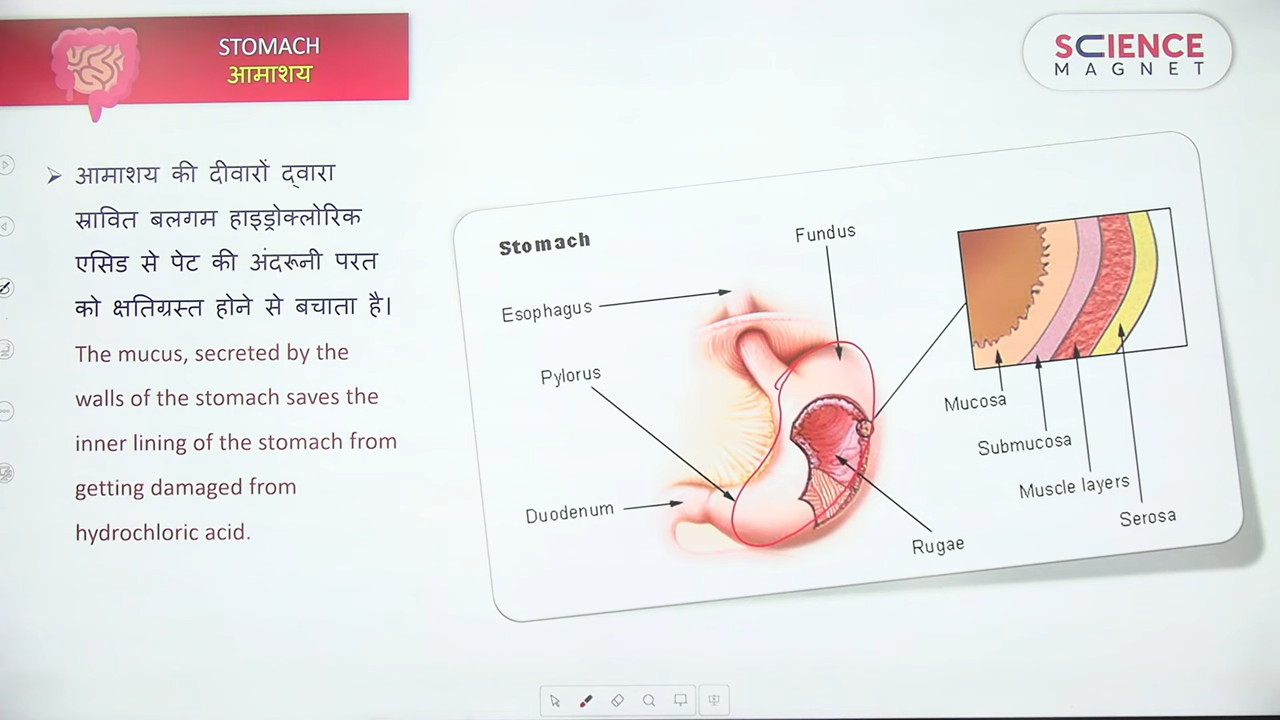 STOMACH
आमाशय
SCIENCE
MAGNET
आमाशय की दीवारों द्वारा
स्रावित बलगम हाइड्रोक्लोरिक
एसिड से पेट की अंदरूनी परत
को क्षतिग्रस्त होने से बचाता है।
The mucus, secreted by the
walls of the stomach saves the
inner lining of the stomach from
getting damaged from
hydrochloric acid.
Stomach
Fundus
Esophagus
Pylorus
Duodenum
Rugae
Mucosa
Submucosa
Muscle layers
Serosa